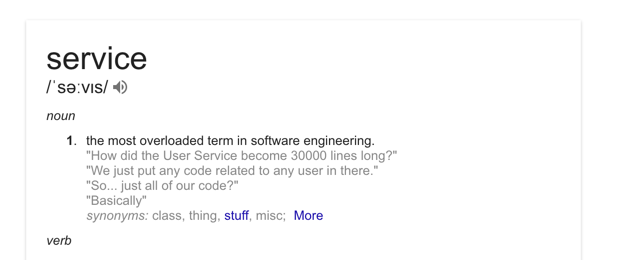 service
/ˈsəːvɪs/
noun
1. the most overloaded term in software engineering.
"How did the User Service become 30000 lines long?"
"We just put any code related to any user in there."
"So... just all of our code?"
"Basically"
synonyms: class, thing, stuff, misc; More
verb